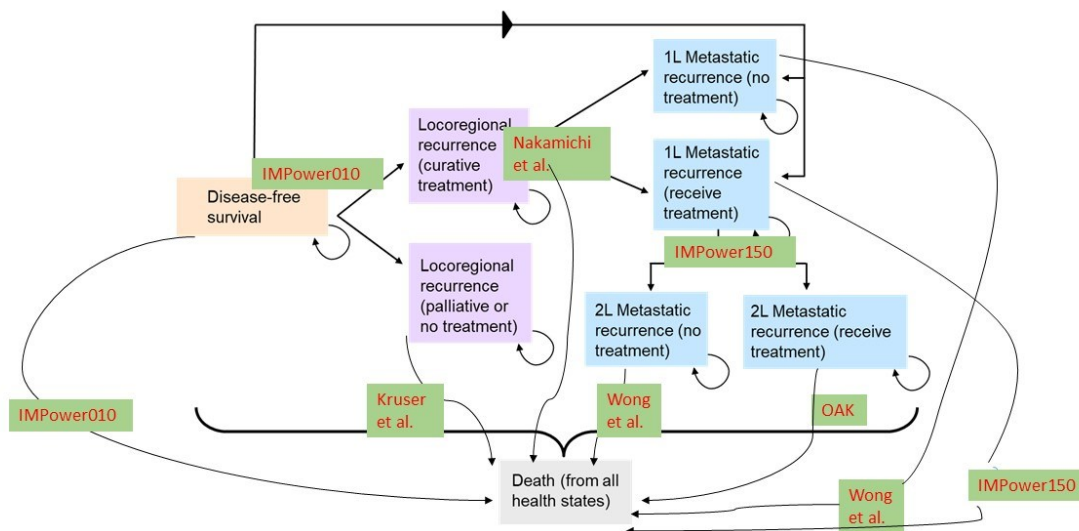 1L Metastatic
recurrence (no
treatment)
Locoregional
recurrence
(curative
treatment)
Nakamichi
et al.
1L Metastatic
recurrence
(receive
treatment)
IMPower010
Disease-free
survival
IMPower150
Locoregional
recurrence
(palliative or
no treatment)
2L Metastatic
recurrence (no
treatment)
2L Metastatic
recurrence (receive
treatment)
IMPower010
Kruser
et al.
Wong
et al.
OAK
Death (from all
health states)
Wong
et al.
IMPower150